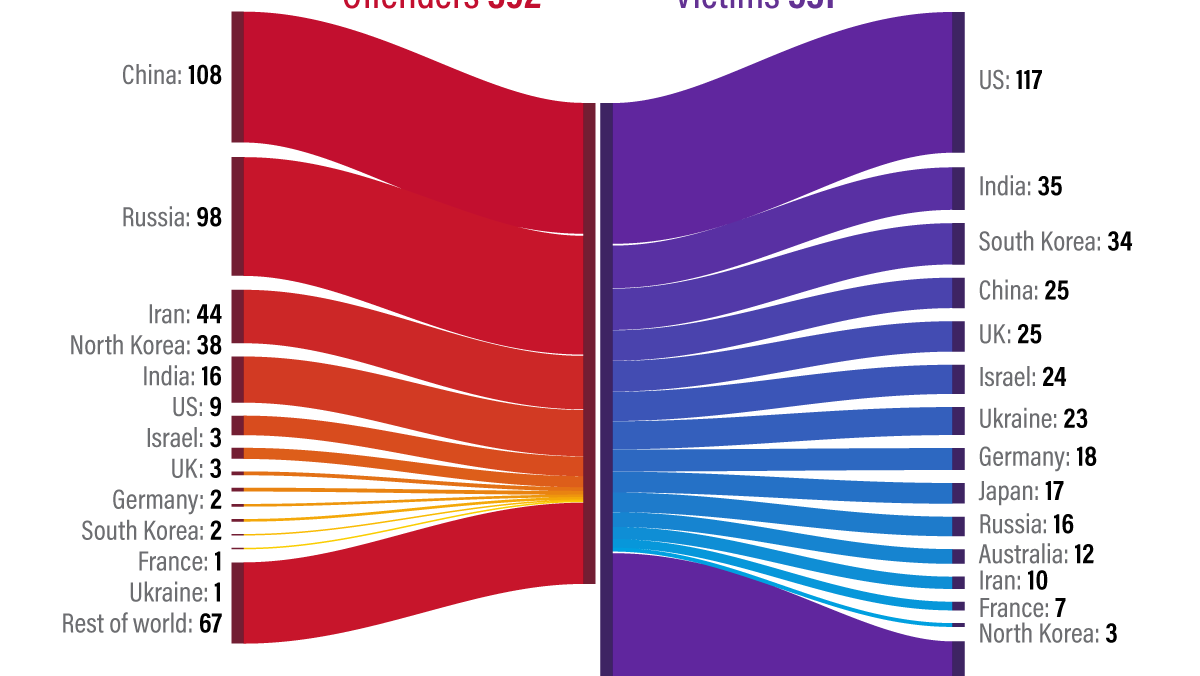 Offenders 392
Victims
China: 108
Russia: 98
Iran: 44
North Korea: 38
India: 16
US: 9
Israel: 3
UK: 3
Germany: 2
South Korea: 2
France: 1
Ukraine: 1
Rest of world: 67
US: 117
India: 35
South Korea: 34
China: 25
UK: 25
Israel: 24
Ukraine: 23
Germany: 18
Japan: 17
Russia: 16
Australia: 12
Iran: 10
France: 7
North Korea: 3